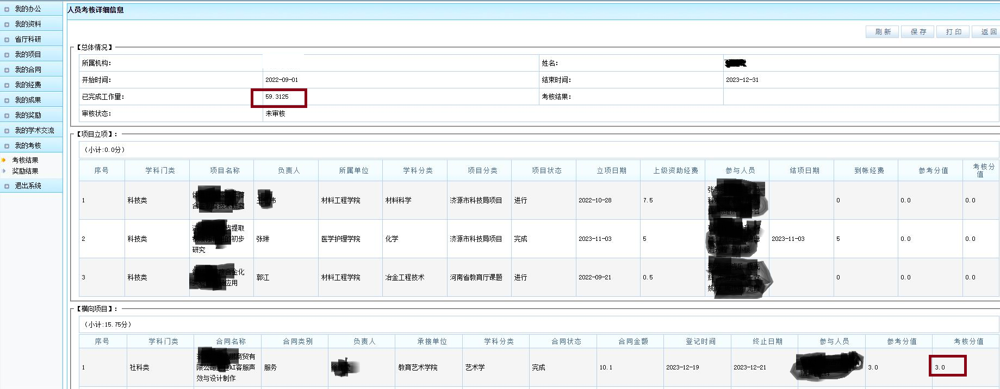 我的办公
我的资料
省厅科研
我的项目
我的合同
我的经费
我的成果
我的奖励
我的学术交流
我的考核
考核结果
奖励结果
退出系统
人员考核详细信息
刷 新 保 存 打 印 返 回
【总体情况】
所属机构: 姓名:
开始时间: 2022-09-01 结束时间: 2023-12-31
已完成工作量: 59.3125 考核结果:
审核状态: 未审核
【项目立项】:
(小计:0.0分)
序号 学科门类 项目名称 负责人 所属单位 学科分类 项目分类 项目状态 立项日期 上级资助经费 参与人员 结项日期 到帐经费 参考分值 考核分
值
1 科技类 材料工程学院 材料科学 济源市科技局项目 进行 2022-10-28 7.5 0 0.0 0.0
合 备技术研究
提取
2 科技类 张琳 医学护理学院 化学 济源市科技局项目 完成 2023-11-03 5 2023-11-03 5 0.0 0.0
的初步
研究
合金化
3 科技类 郭江 材料工程学院 冶金工程技术 河南省教育厅课题 进行 2022-09-21 0.5 0 0.0 0.0
应用
【横向项目】:
(小计:15.75分)
序号 学科门类 合同名称 合同类别 负责人 承接单位 学科分类 合同状态 合同金额 登记时间 终止日期 参与人员 参考分值 考核分值
鹏商贸有
1 社科类 限公司 AI客服声 服务 教育艺术学院 艺术学 完成 10.1 2023-12-19 2023-12-21 3.0 3.0
效与设计制作